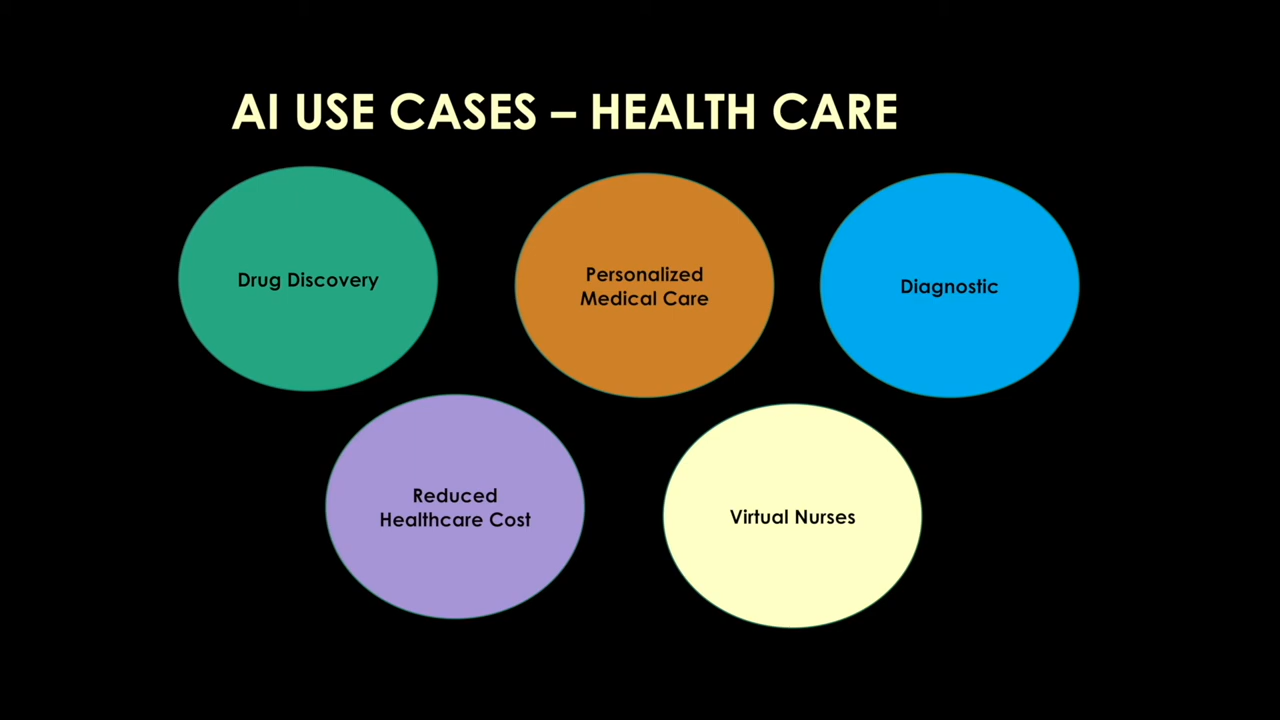 AI USE CASES – HEALTH CARE
Drug Discovery
Personalized
Medical Care
Diagnostic
Reduced
Healthcare Cost
Virtual Nurses